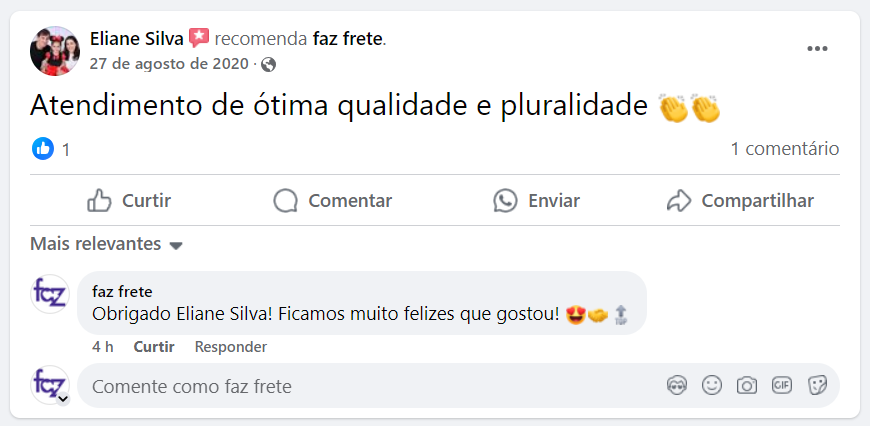 Eliane Silva recomenda faz frete.
27 de agosto de 2020 ·
Atendimento de ótima qualidade e pluralidade 👏👏
1
1 comentário
Curtir Comentar Enviar Compartilhar
Mais relevantes
fcz
faz frete
Obrigado Eliane Silva! Ficamos muito felizes que gostou! 😍🤝🔝
4 h Curtir Responder
fcz
Comente como faz frete
GIF